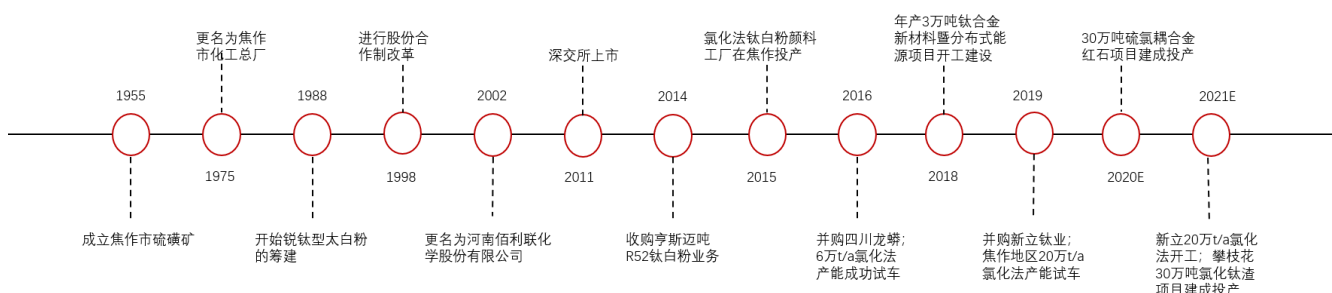 1955
成立焦作市硫磺矿
更名为焦作
市化工总厂
1975
1988
开始锐钛型太白粉
的筹建
进行股份合
作制改革
1998
2002
更名为河南佰利联化
学股份有限公司
深交所上市
2011
2014
收购亨斯迈吨
R52钛白粉业务
氯化法钛白粉颜料
工厂在焦作投产
2015
2016
并购四川龙蟒；
6万t/a氯化法
产能成功试车
年产3万吨钛合金
新材料暨分布式能
源项目开工建设
2018
2019
并购新立钛业；
焦作地区20万t/a
氯化法产能试车
30万吨硫氯耦合金
红石项目建成投产
2020E
2021E
新立20万t/a氯化
法开工；攀枝花
30万吨氯化钛渣
项目建成投产